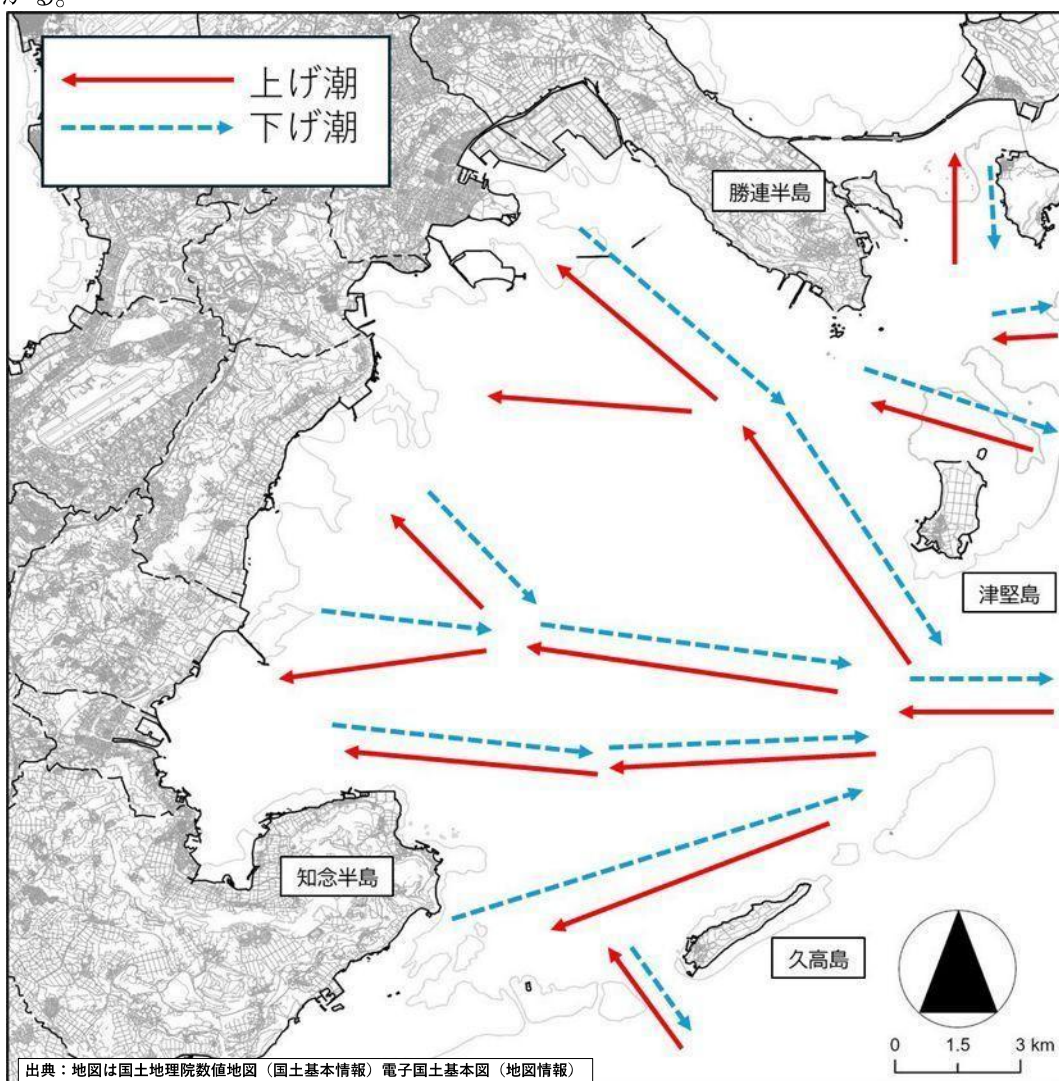 かる。
上げ潮
下げ潮
勝連半島
津堅島
知念半島
久高島
0 1.5 3 km
出典：地図は国土地理院数値地図（国土基本情報）電子国土基本図（地図情報）